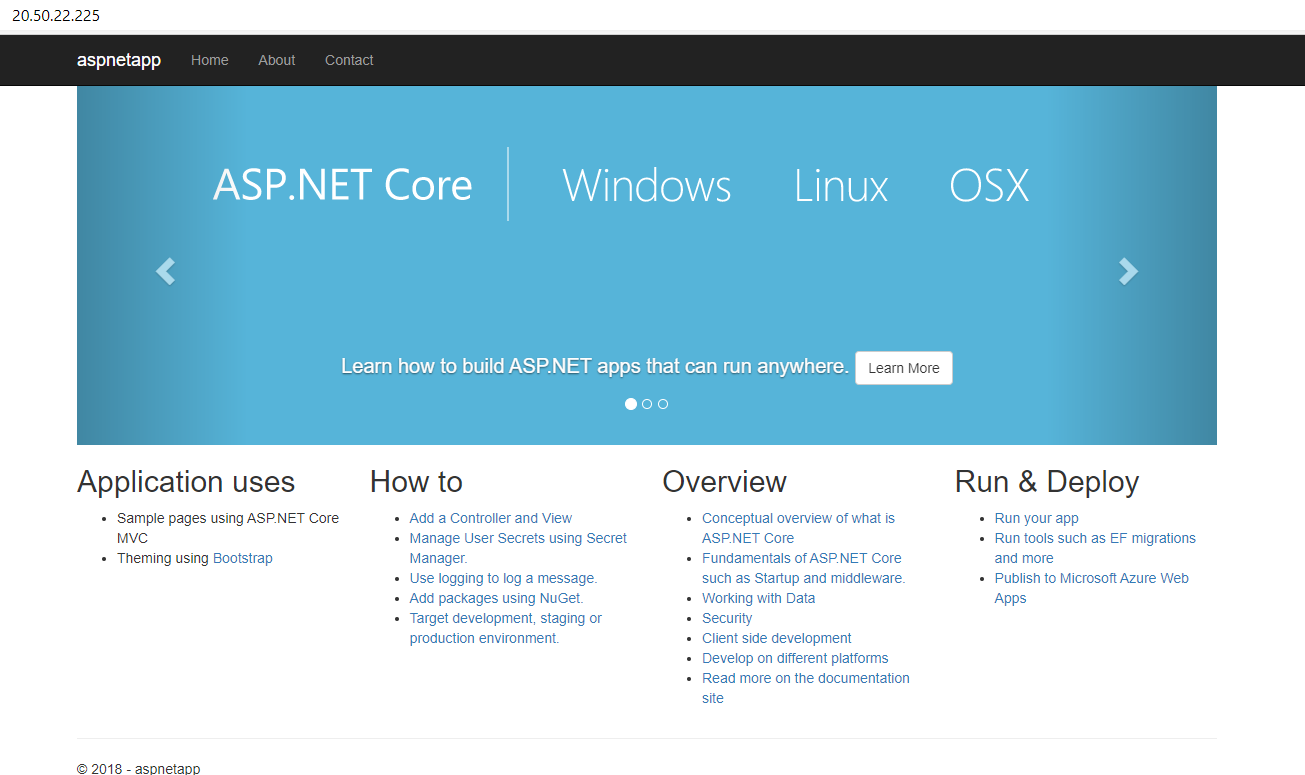 20.50.22.225
aspnetapp Home About Contact
ASP.NET Core Windows Linux OSX
Learn how to build ASP.NET apps that can run anywhere. Learn More
Application uses
Sample pages using ASP.NET Core
MVC
Theming using Bootstrap
How to
Add a Controller and View
Manage User Secrets using Secret
Manager.
Use logging to log a message.
Add packages using NuGet.
Target development, staging or
production environment.
Overview
Conceptual overview of what is
ASP.NET Core
Fundamentals of ASP.NET Core
such as Startup and middleware.
Working with Data
Security
Client side development
Develop on different platforms
Read more on the documentation
site
Run & Deploy
Run your app
Run tools such as EF migrations
and more
Publish to Microsoft Azure Web
Apps
© 2018 - aspnetapp